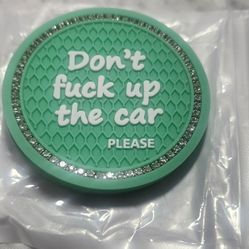 Don't
fuck up
the car
PLEASE